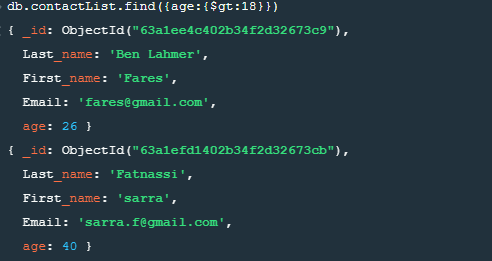 db.contactList.find({age:{$gt:18}})
{ _id: ObjectId("63a1ee4c402b34f2d32673c9"),
Last_name: 'Ben Lahmer',
First_name: 'Fares',
Email: 'fares@gmail.com',
age: 26 }
{ _id: ObjectId("63a1efd1402b34f2d32673cb"),
Last_name: 'Fatnassi',
First_name: 'sarra',
Email: 'sarra.f@gmail.com',
age: 40 }